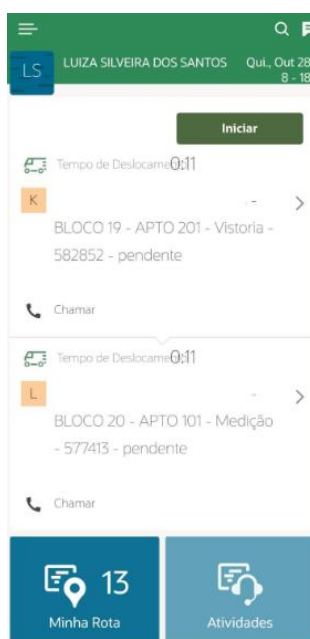 LS
LUIZA SILVEIRA DOS SANTOS
Qui., Out 28
8 - 18
Iniciar
Tempo de Deslocame 0:11
K
-
BLOCO 19 - APTO 201 - Vistoria -
582852 - pendente
Chamar
Tempo de Deslocame 0:11
L
-
BLOCO 20 - APTO 101 - Medição
- 577413 - pendente
Chamar
13
Minha Rota
Atividades